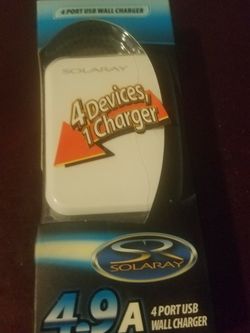 4 PORT USB WALL CHARGER
SOLARAY
4 Devices,
1 Charger
SOLARAY
4.9A
4 PORT USB
WALL CHARGER